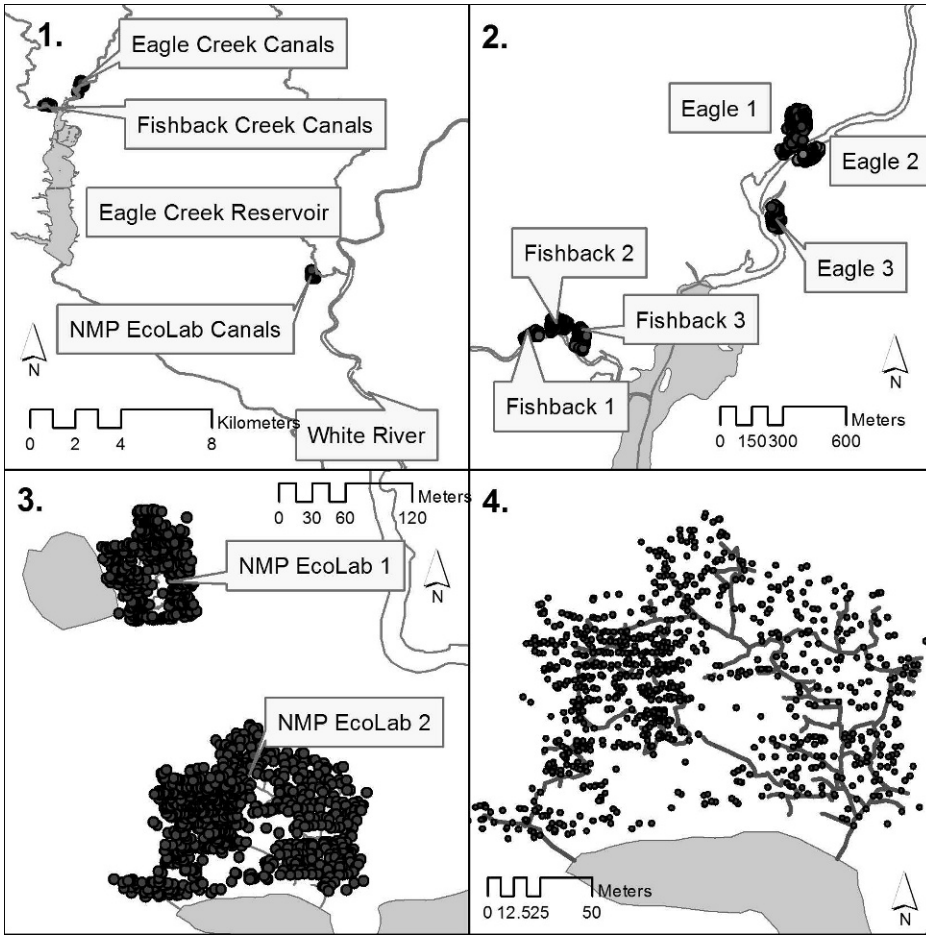 1.
Eagle Creek Canals
Fishback Creek Canals
Eagle Creek Reservoir
NMP EcoLab Canals
N
Kilometers
0 2 4 8
White River
2.
Eagle 1
Eagle 2
Eagle 3
Fishback 2
Fishback 3
Fishback 1
N
Meters
0 150300 600
3.
Meters
0 30 60 120
NMP EcoLab 1
N
NMP EcoLab 2
4.
Meters
0 12.525 50
N